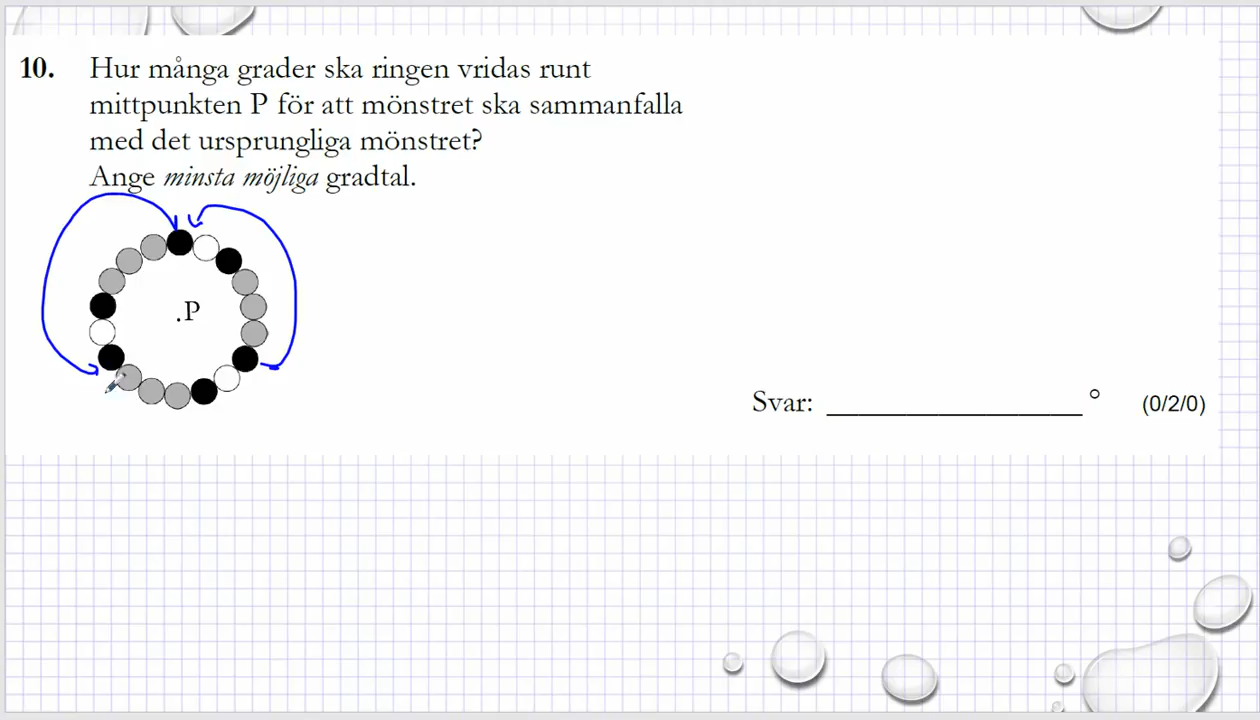 10. Hur många grader ska ringen vridas runt
mittpunkten P för att mönstret ska sammanfalla
med det ursprungliga mönstret?
Ange minsta möjliga gradtal.
.P
Svar: ____________________ ° (0/2/0)